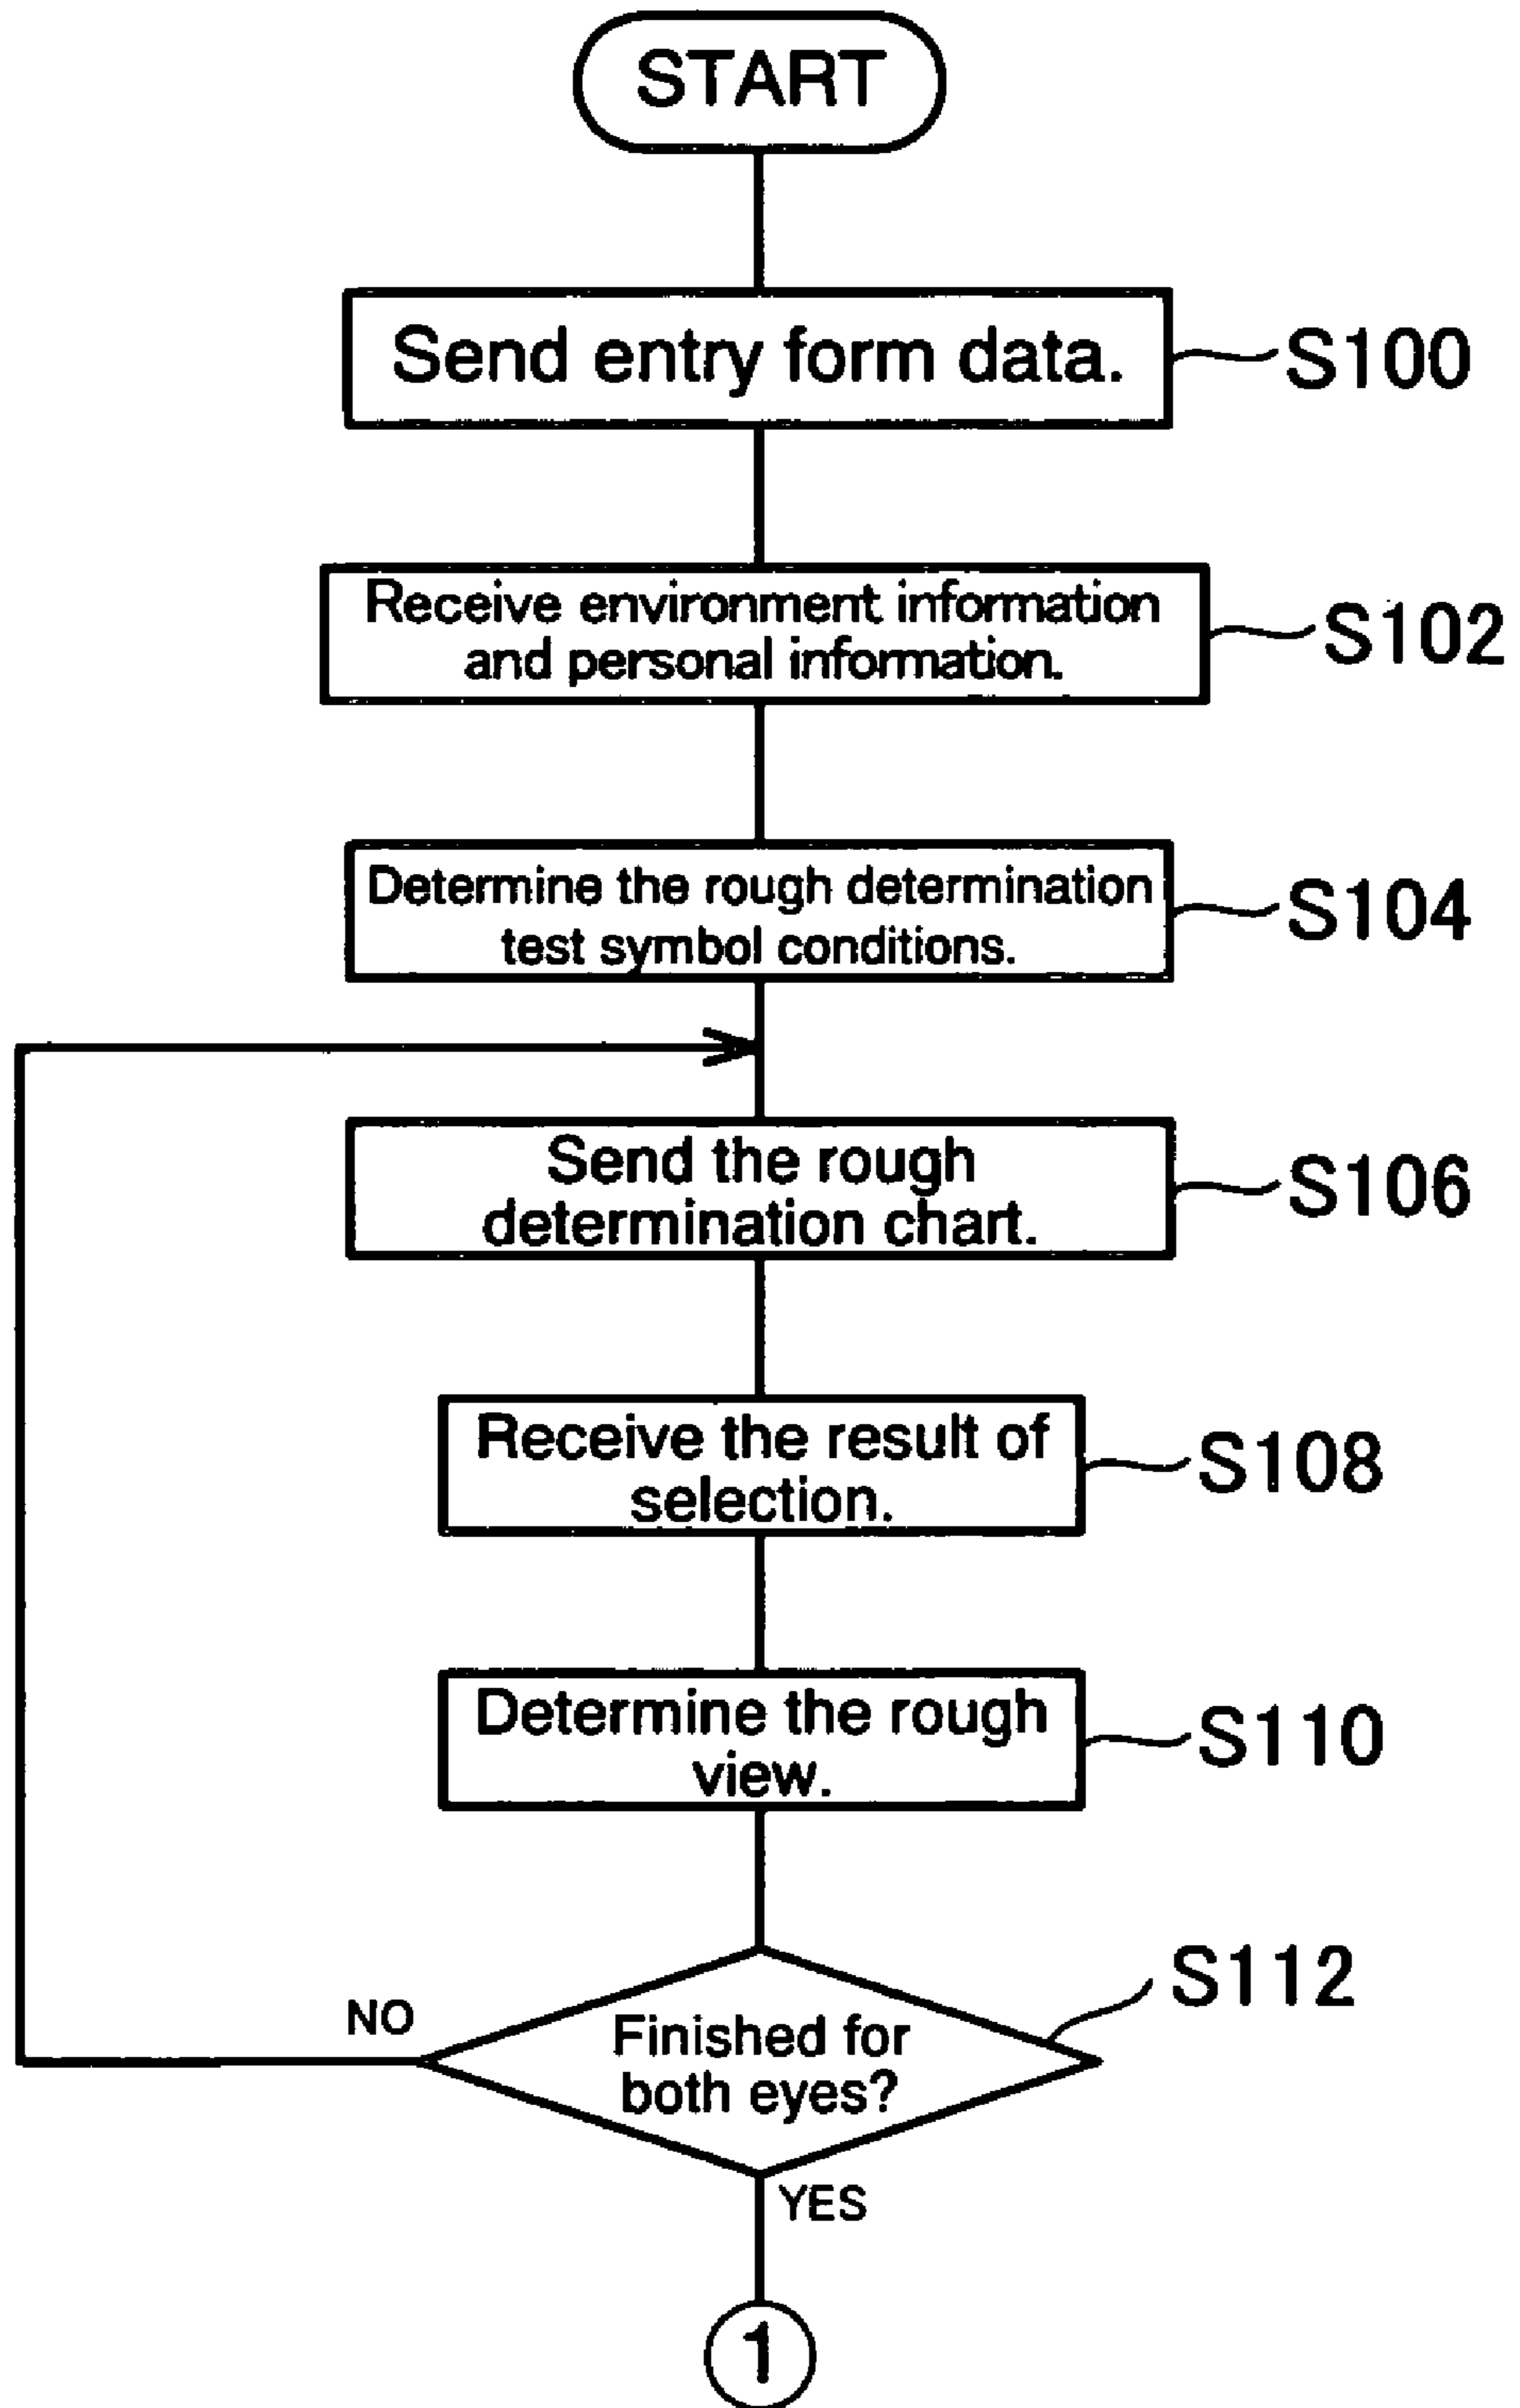 START
Send entry form data.
S100
Receive environment information
and personal information.
S102
Determine the rough determination
test symbol conditions.
S104
Send the rough
determination chart.
S106
Receive the result of
selection.
S108
Determine the rough
view.
S110
S112
NO
Finished for
both eyes?
YES
1